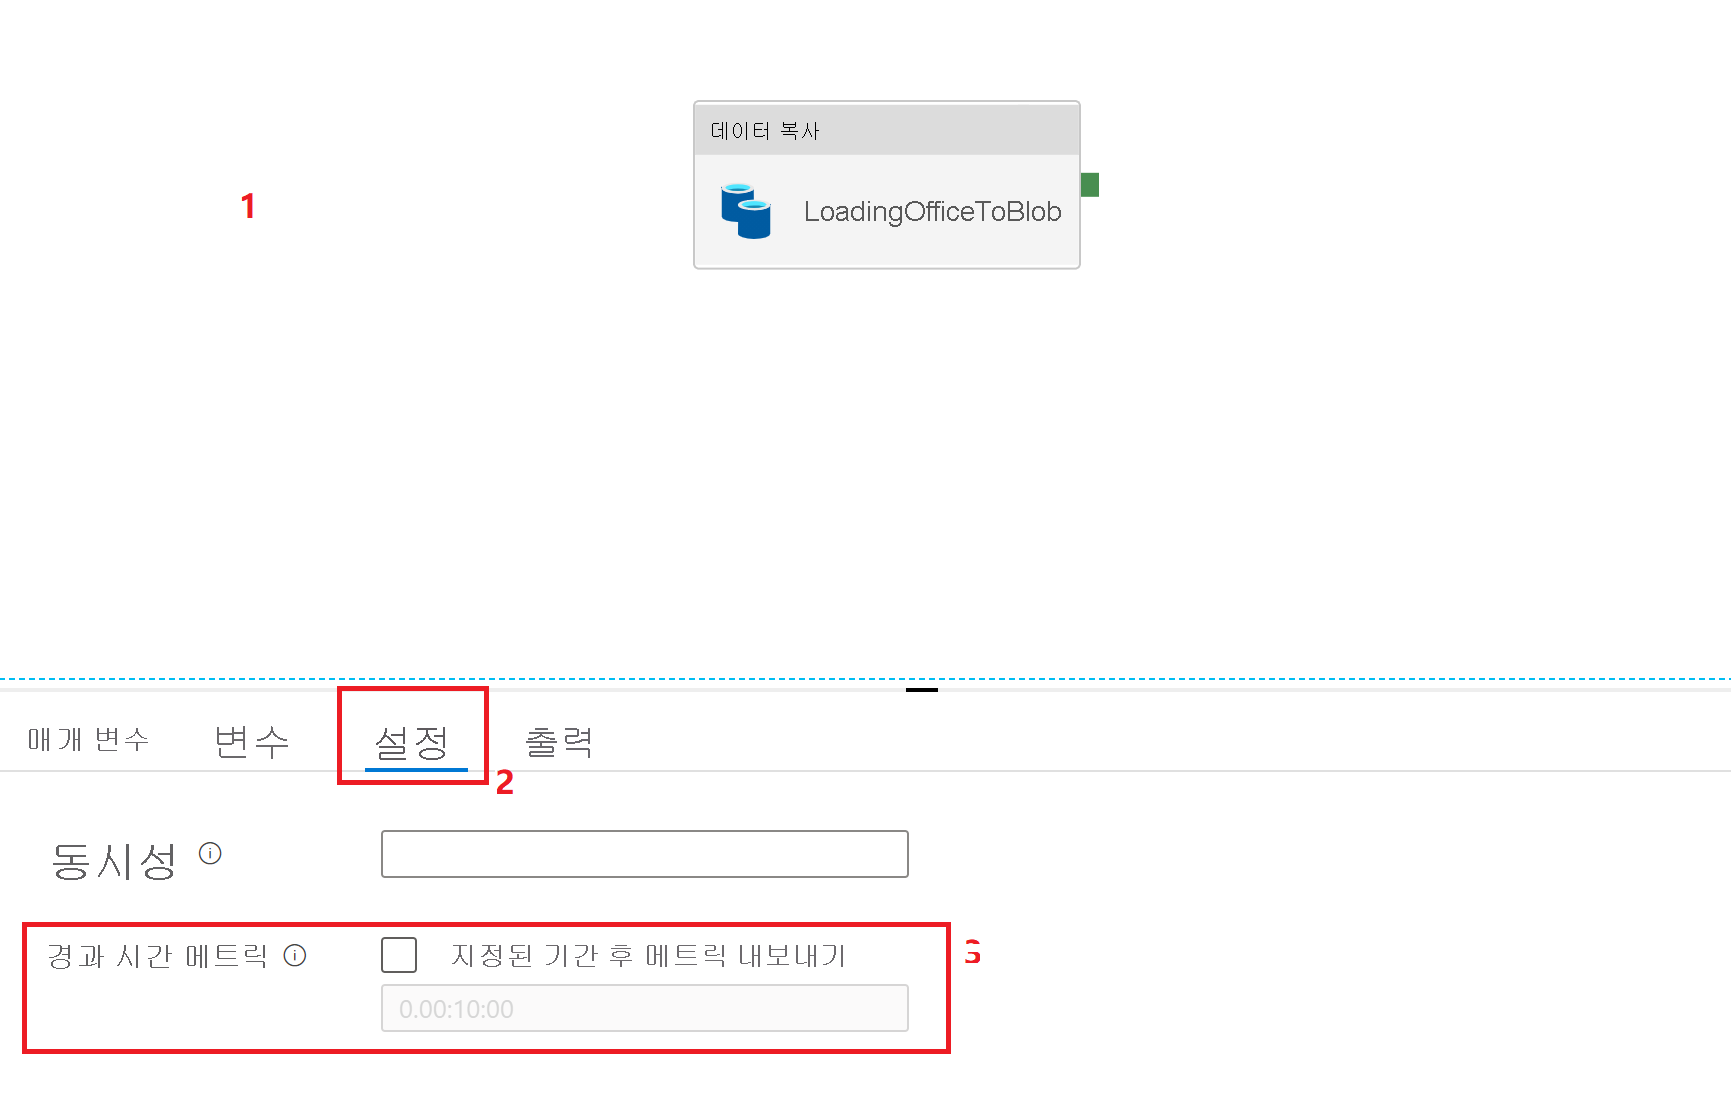 데이터 복사
1
LoadingOfficeToBlob
매개 변수 변수 설정 출력
2
동시성
경과 시간 메트릭 지정된 기간 후 메트릭 내보내기
3
0.00:10:00